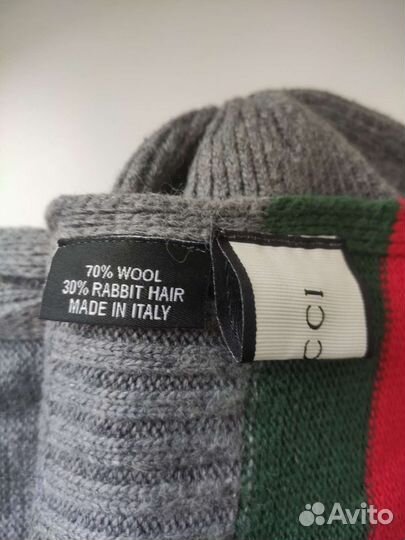 70% WOOL
30% RABBIT HAIR
MADE IN ITALY
CCI
Avito